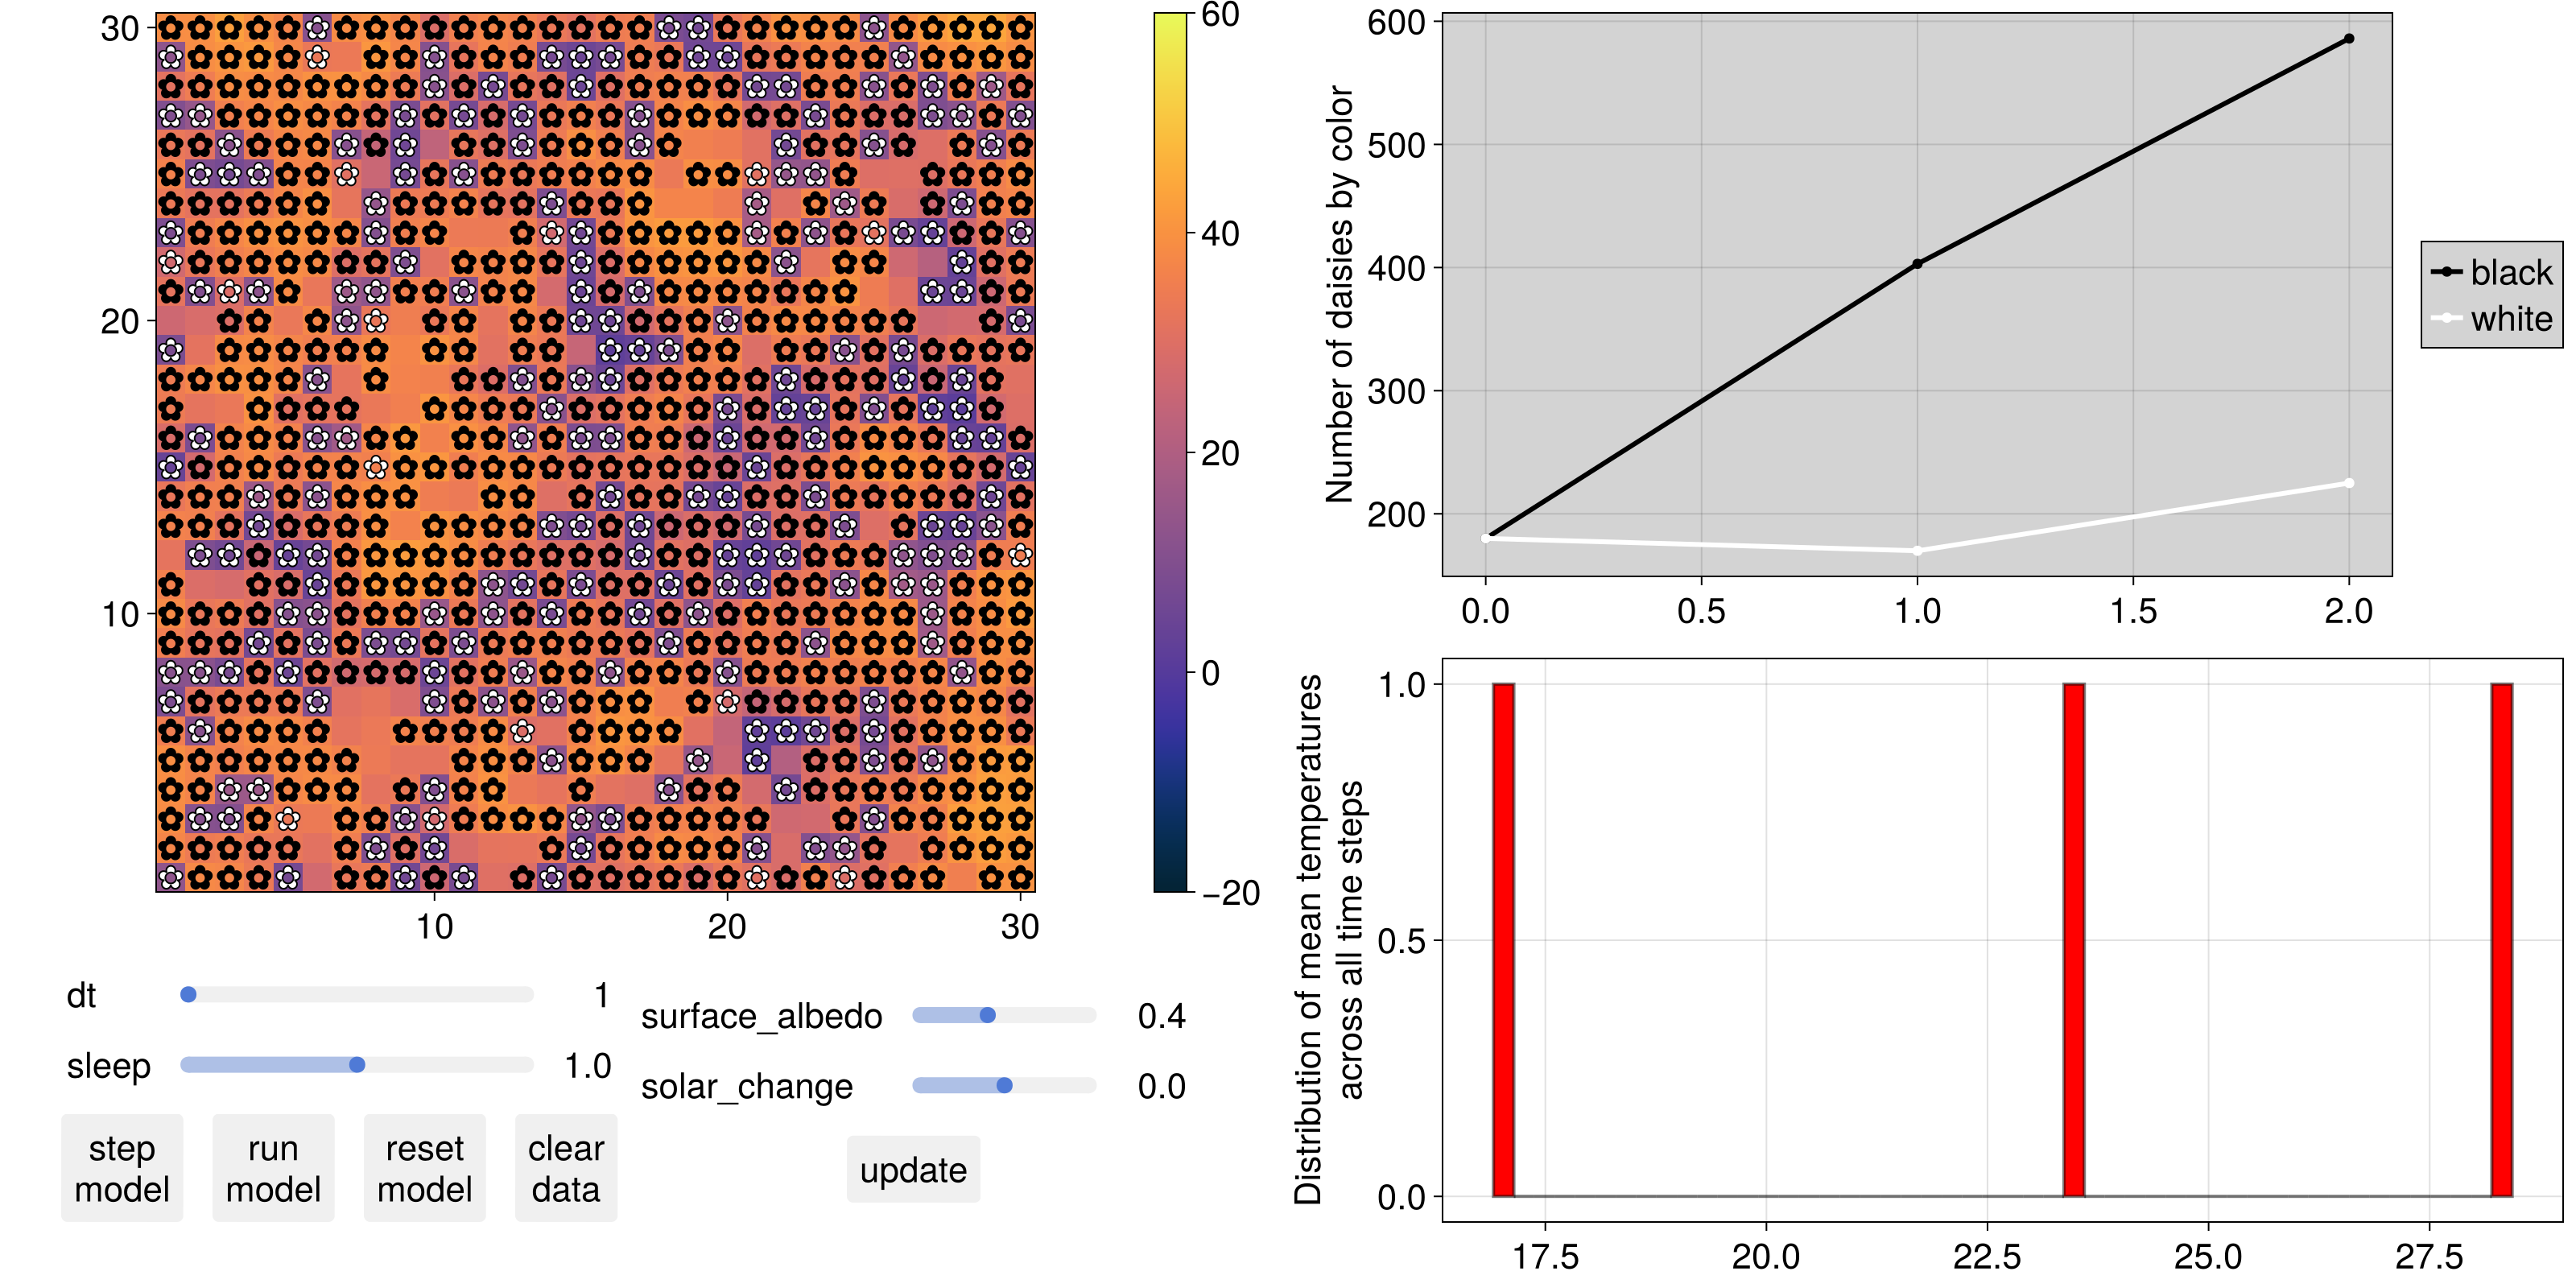 30
20
10
10
20
30
60
40
20
0
−20
dt
1
sleep
1.0
surface_albedo
0.4
solar_change
0.0
step
model
run
model
reset
model
clear
data
update
Number of daisies by color
600
500
400
300
200
0.0
0.5
1.0
1.5
2.0
black
white
Distribution of mean temperatures
across all time steps
1.0
0.5
0.0
17.5
20.0
22.5
25.0
27.5